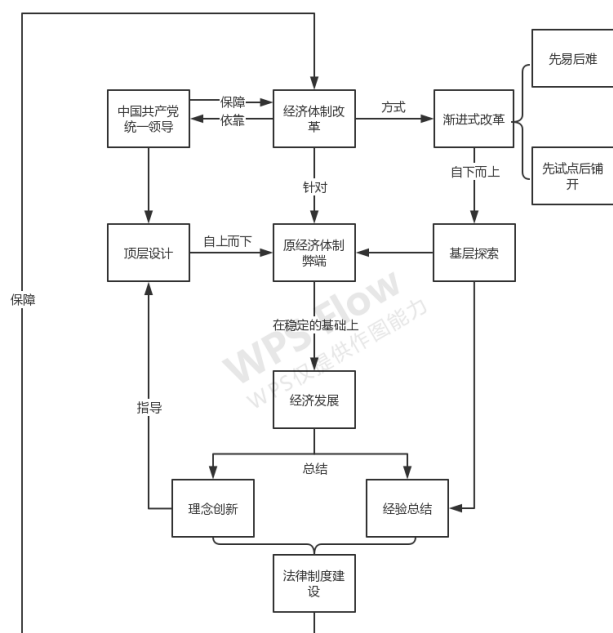 先易后难
中国共产党
统一领导
保障
依靠
经济体制改
革
方式
渐进式改革
先试点后铺
开
针对
自下而上
顶层设计
自上而下
原经济体制
弊端
基层探索
保障
在稳定的基础上
WPS Flow
WPS仅提供作图能力
经济发展
指导
总结
理念创新
经验总结
法律制度建
设